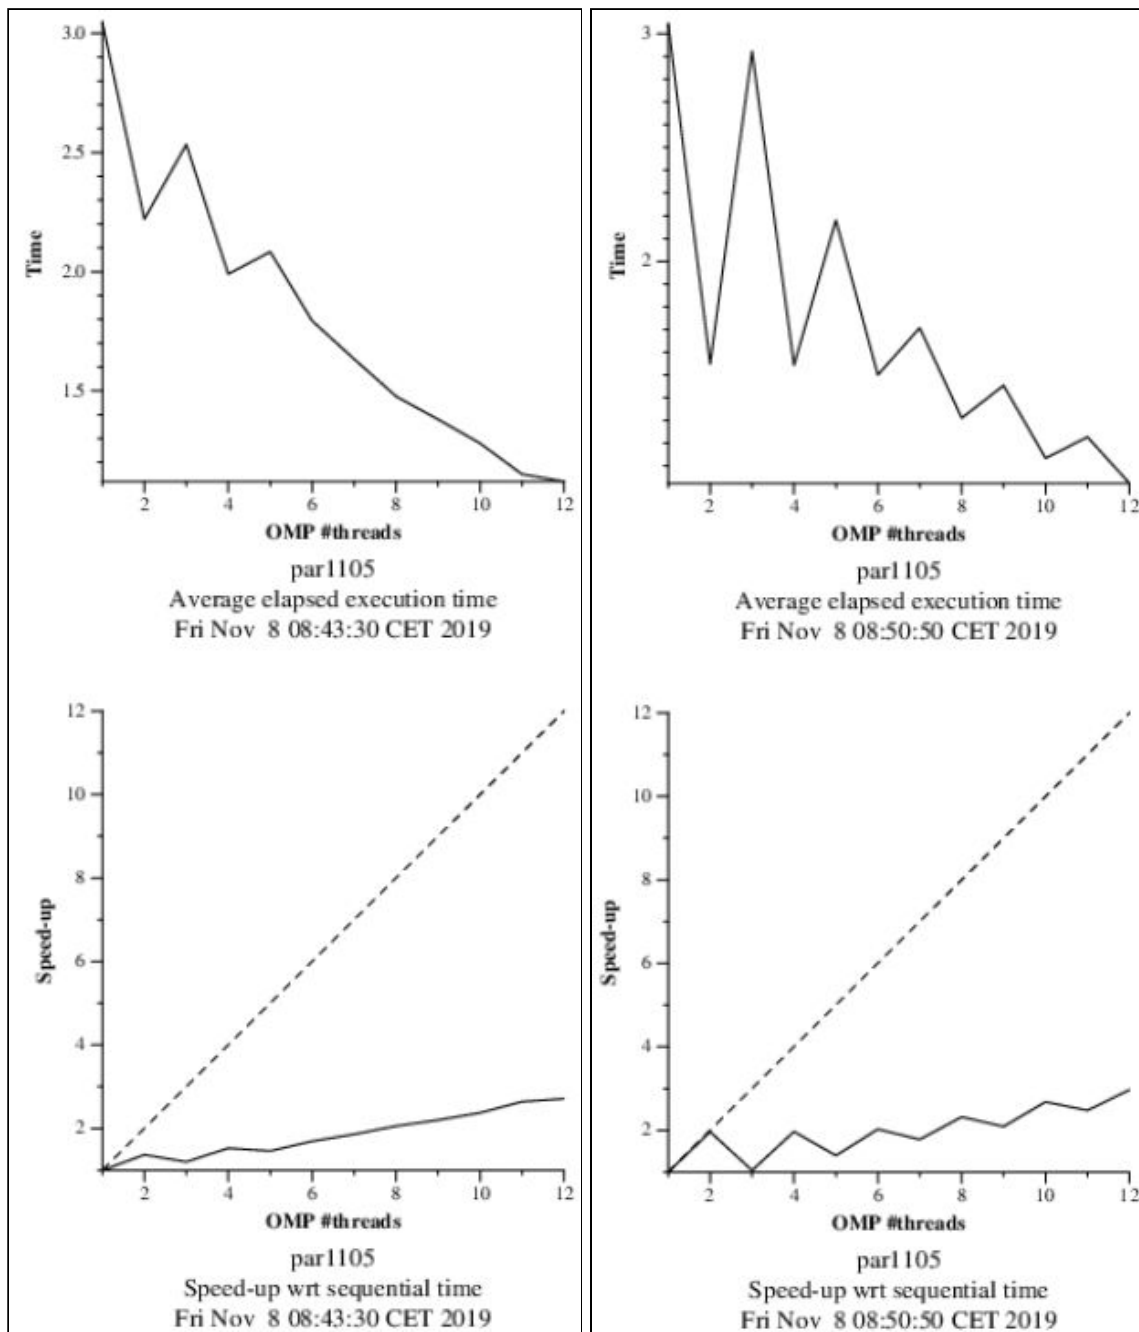 3.0
2.5
2.0
1.5
Time
2 4 6 8 10 12
OMP #threads
par1105
Average elapsed execution time
Fri Nov 8 08:43:30 CET 2019
3
2
Time
2 4 6 8 10 12
OMP #threads
par1105
Average elapsed execution time
Fri Nov 8 08:50:50 CET 2019
12
10
8
6
4
2
Speed-up
2 4 6 8 10 12
OMP #threads
par1105
Speed-up wrt sequential time
Fri Nov 8 08:43:30 CET 2019
12
10
8
6
4
2
Speed-up
2 4 6 8 10 12
OMP #threads
par1105
Speed-up wrt sequential time
Fri Nov 8 08:50:50 CET 2019